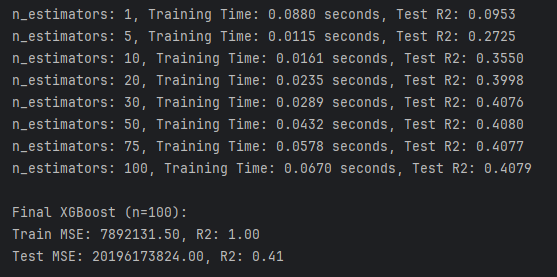 n_estimators: 1, Training Time: 0.0880 seconds, Test R2: 0.0953
n_estimators: 5, Training Time: 0.0115 seconds, Test R2: 0.2725
n_estimators: 10, Training Time: 0.0161 seconds, Test R2: 0.3550
n_estimators: 20, Training Time: 0.0235 seconds, Test R2: 0.3998
n_estimators: 30, Training Time: 0.0289 seconds, Test R2: 0.4076
n_estimators: 50, Training Time: 0.0432 seconds, Test R2: 0.4080
n_estimators: 75, Training Time: 0.0578 seconds, Test R2: 0.4077
n_estimators: 100, Training Time: 0.0670 seconds, Test R2: 0.4079

Final XGBoost (n=100):
Train MSE: 7892131.50, R2: 1.00
Test MSE: 20196173824.00, R2: 0.41